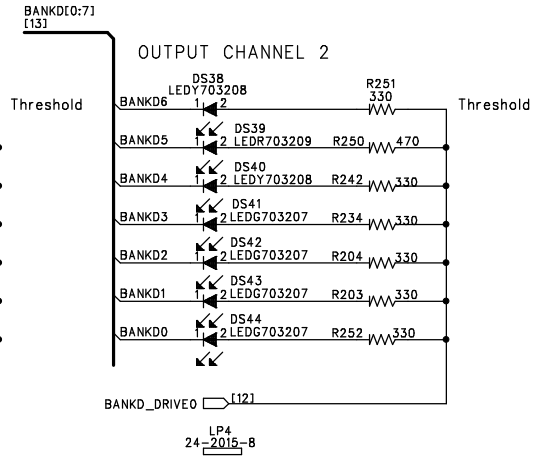 BANKD[0:7]
[13]
OUTPUT CHANNEL 2
DS38
LEDY703208
R251
330
Threshold
BANKD6
1 2
Threshold
DS39
BANKD5
1 2 LEDR703209
R250 470
DS40
BANKD4
1 2 LEDY703208
R242 330
DS41
BANKD3
1 2 LEDG703207
R234 330
DS42
BANKD2
1 2 LEDG703207
R204 330
DS43
BANKD1
1 2 LEDG703207
R203 330
DS44
BANKD0
1 2 LEDG703207
R252 330
BANKD_DRIVE0 [12]
LP4
24-2015-8